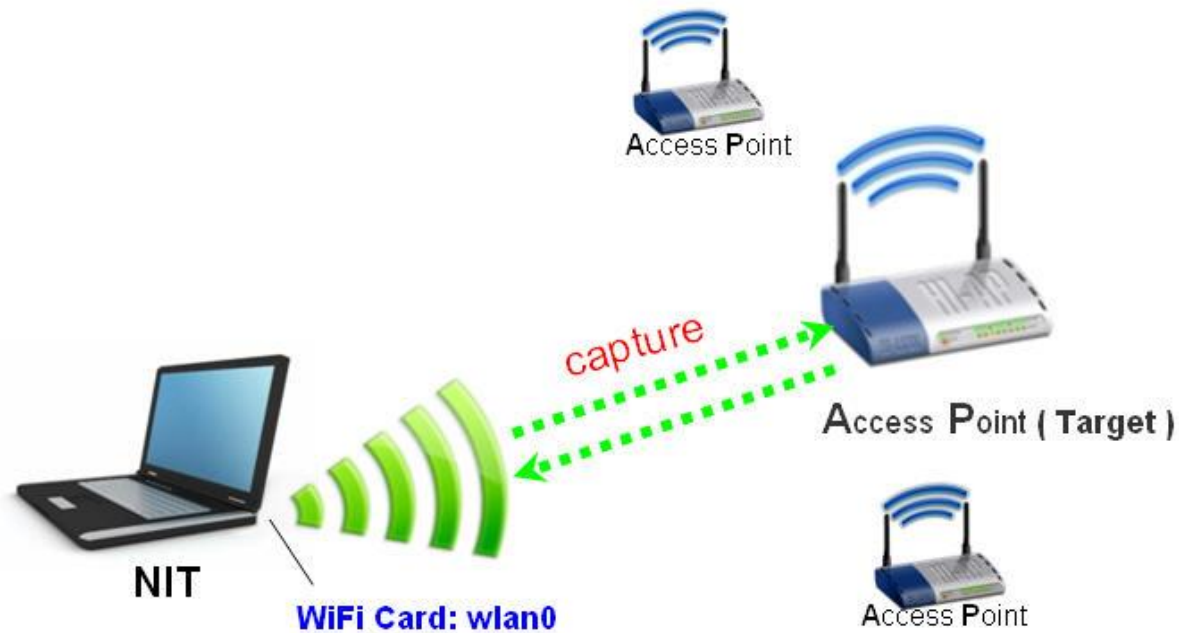 Access Point
capture
Access Point ( Target )
NIT
WiFi Card: wlan0
Access Point